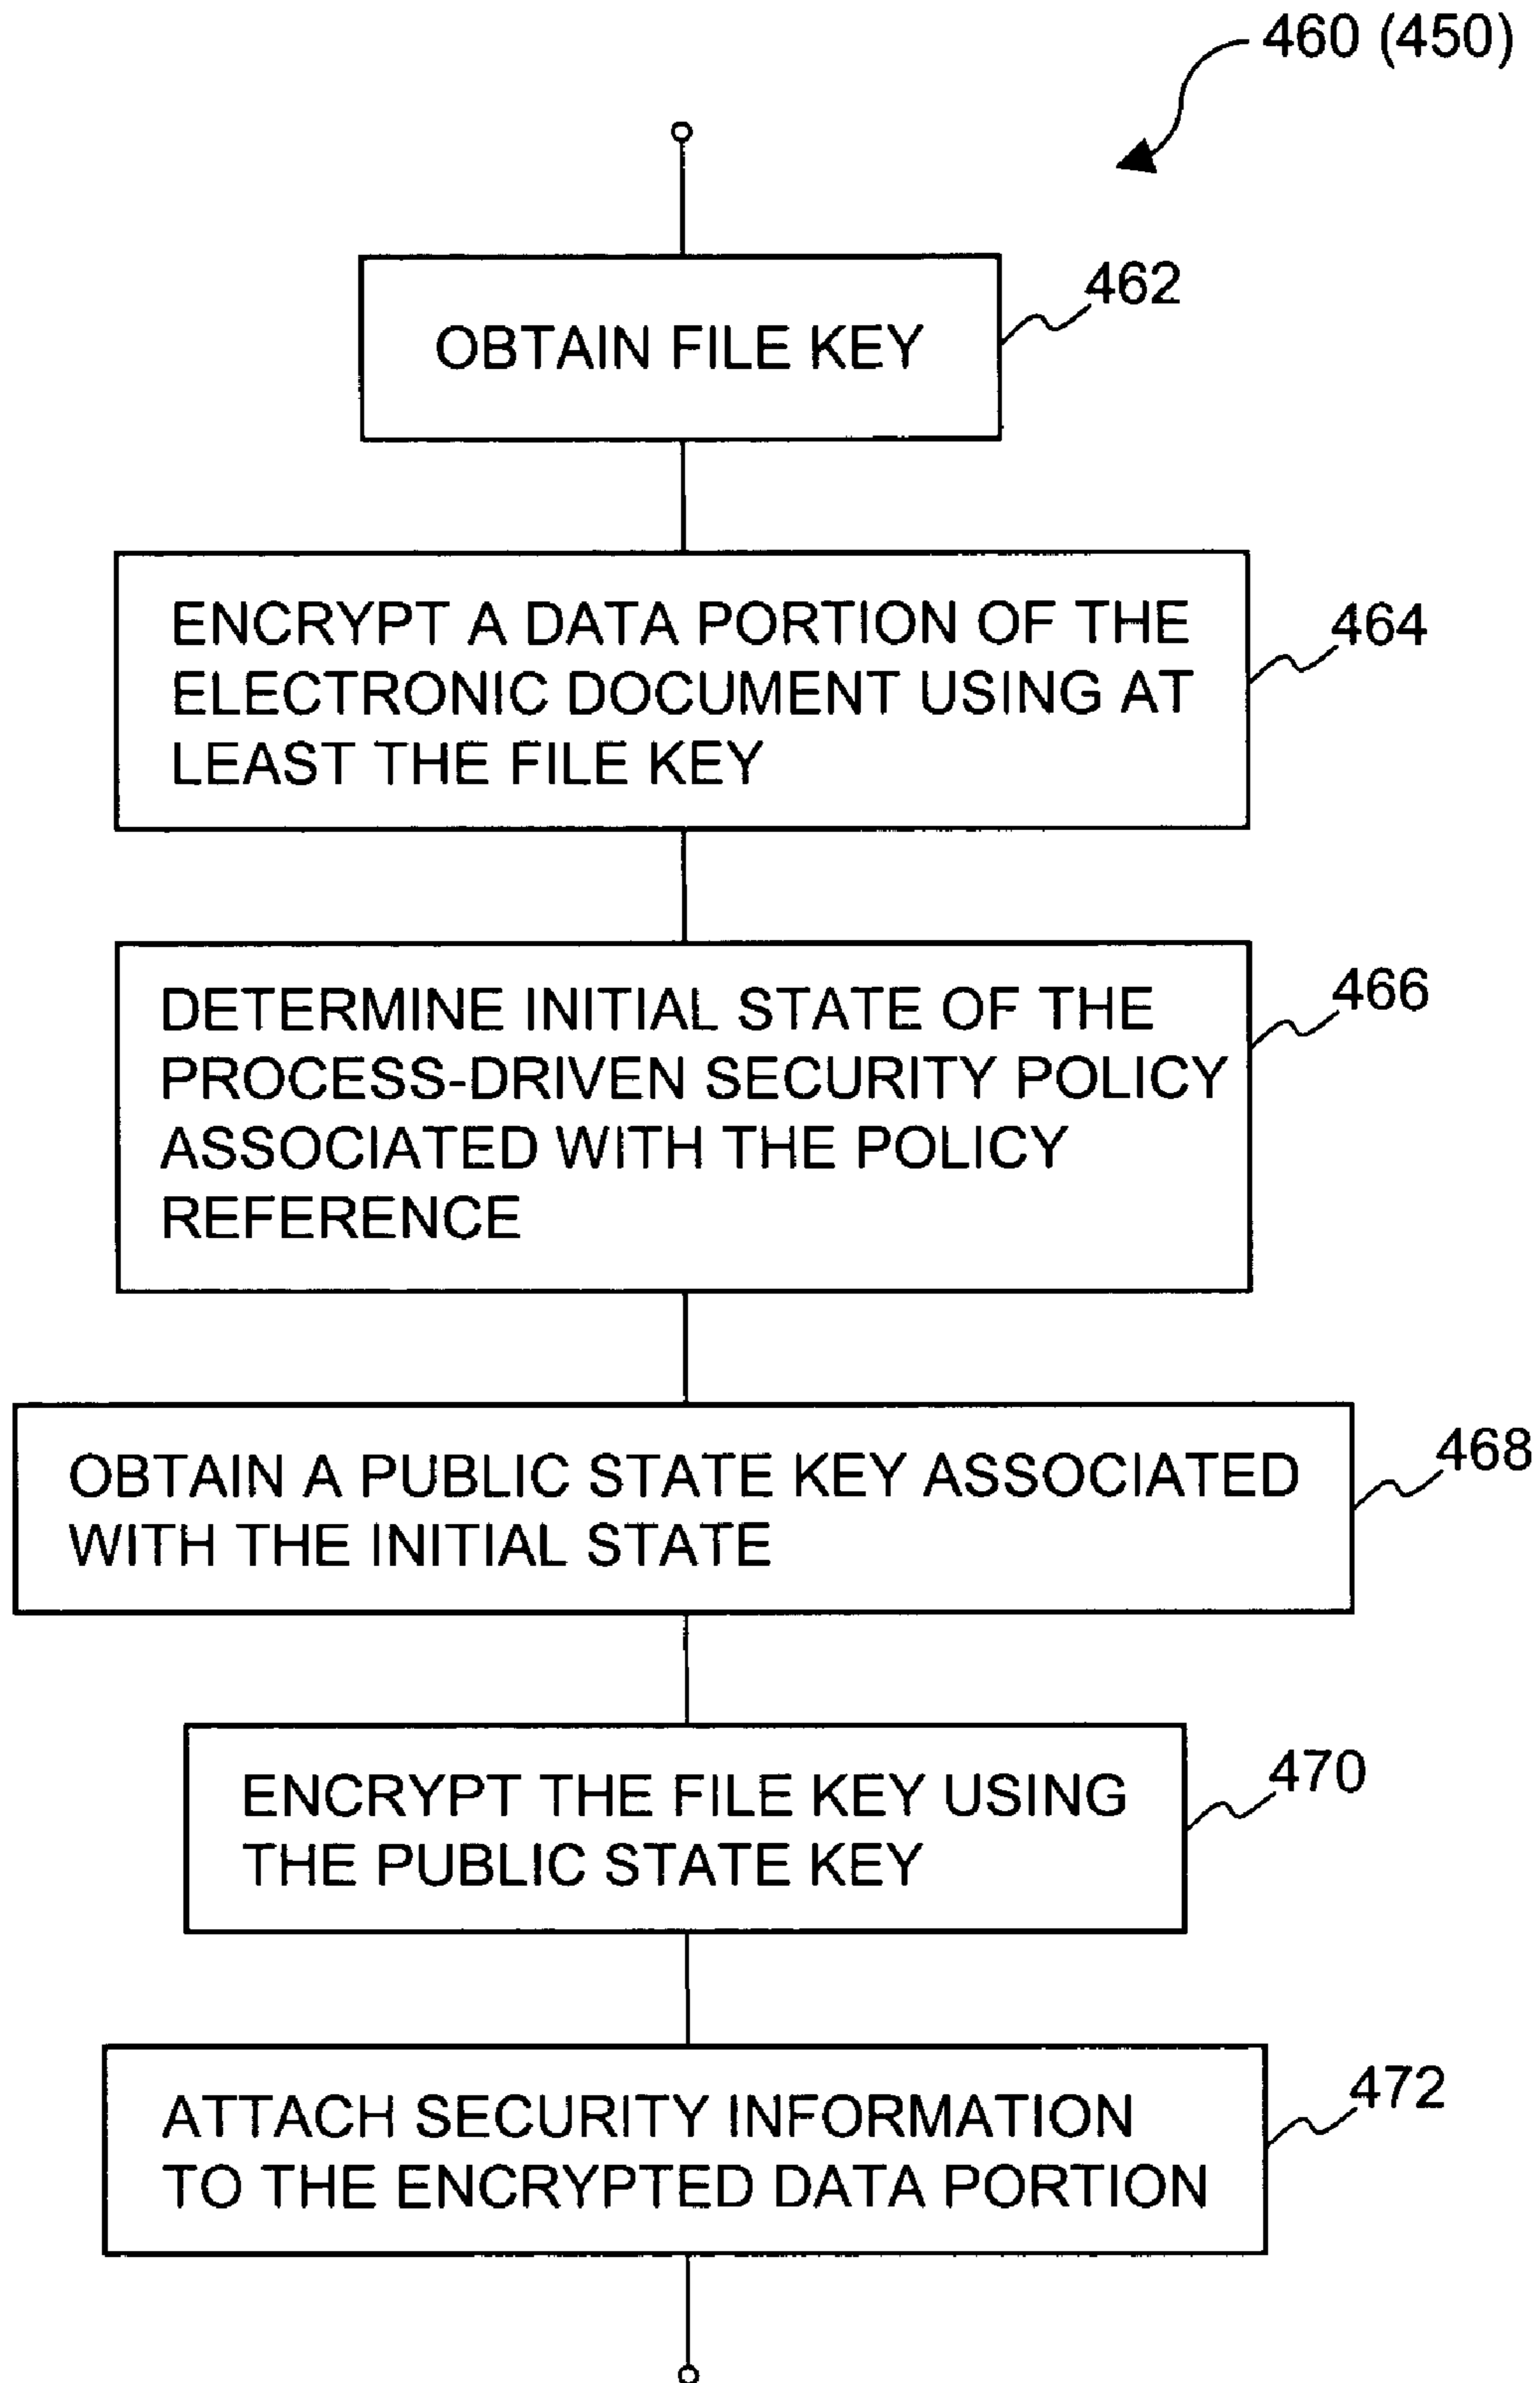 460 (450)
OBTAIN FILE KEY
462
ENCRYPT A DATA PORTION OF THE
ELECTRONIC DOCUMENT USING AT
LEAST THE FILE KEY
464
DETERMINE INITIAL STATE OF THE
PROCESS-DRIVEN SECURITY POLICY
ASSOCIATED WITH THE POLICY
REFERENCE
466
OBTAIN A PUBLIC STATE KEY ASSOCIATED
WITH THE INITIAL STATE
468
ENCRYPT THE FILE KEY USING
THE PUBLIC STATE KEY
470
ATTACH SECURITY INFORMATION
TO THE ENCRYPTED DATA PORTION
472